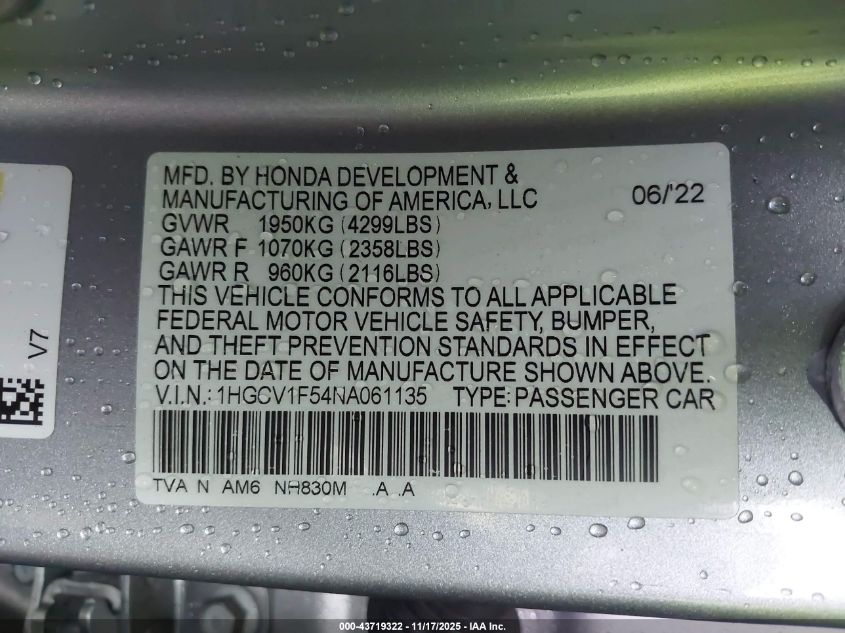 MFD. BY HONDA DEVELOPMENT &
MANUFACTURING OF AMERICA, LLC 06/'22
GVWR 1950KG (4299LBS)
GAWR F 1070KG (2358LBS)
GAWR R 960KG (2116LBS)
THIS VEHICLE CONFORMS TO ALL APPLICABLE
FEDERAL MOTOR VEHICLE SAFETY, BUMPER,
AND THEFT PREVENTION STANDARDS IN EFFECT
ON THE DATE OF MANUFACTURE SHOWN ABOVE.
V.I.N.: 1HGCV1F54NA061135 TYPE: PASSENGER CAR
TVA N AM6 NH830M .A .A
V7
000-43719322 - 11/17/2025 - IAA Inc.